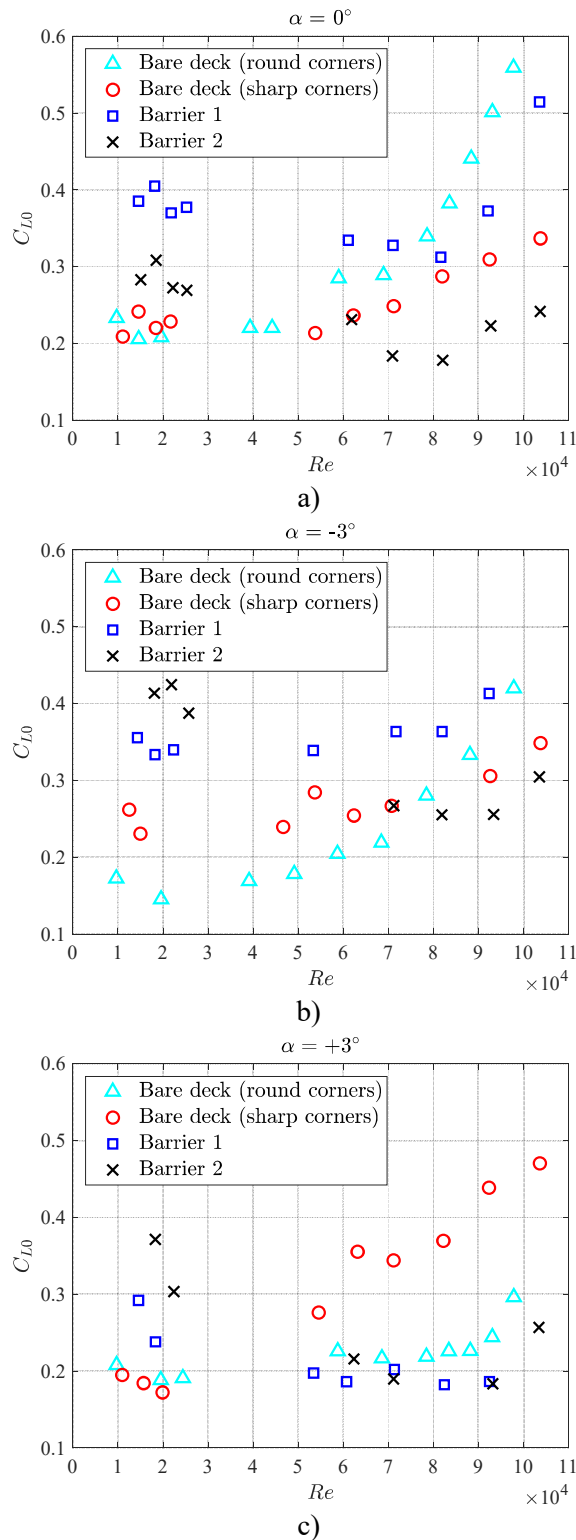 α = 0°
0.6
0.5
0.4
0.3
0.2
0.1
C_L0
Bare deck (round corners)
Bare deck (sharp corners)
Barrier 1
Barrier 2
0 1 2 3 4 5 6 7 8 9 10 11
Re
×10^4
a)
α = -3°
0.6
0.5
0.4
0.3
0.2
0.1
C_L0
Bare deck (round corners)
Bare deck (sharp corners)
Barrier 1
Barrier 2
0 1 2 3 4 5 6 7 8 9 10 11
Re
×10^4
b)
α = +3°
0.6
0.5
0.4
0.3
0.2
0.1
C_L0
Bare deck (round corners)
Bare deck (sharp corners)
Barrier 1
Barrier 2
0 1 2 3 4 5 6 7 8 9 10 11
Re
×10^4
c)